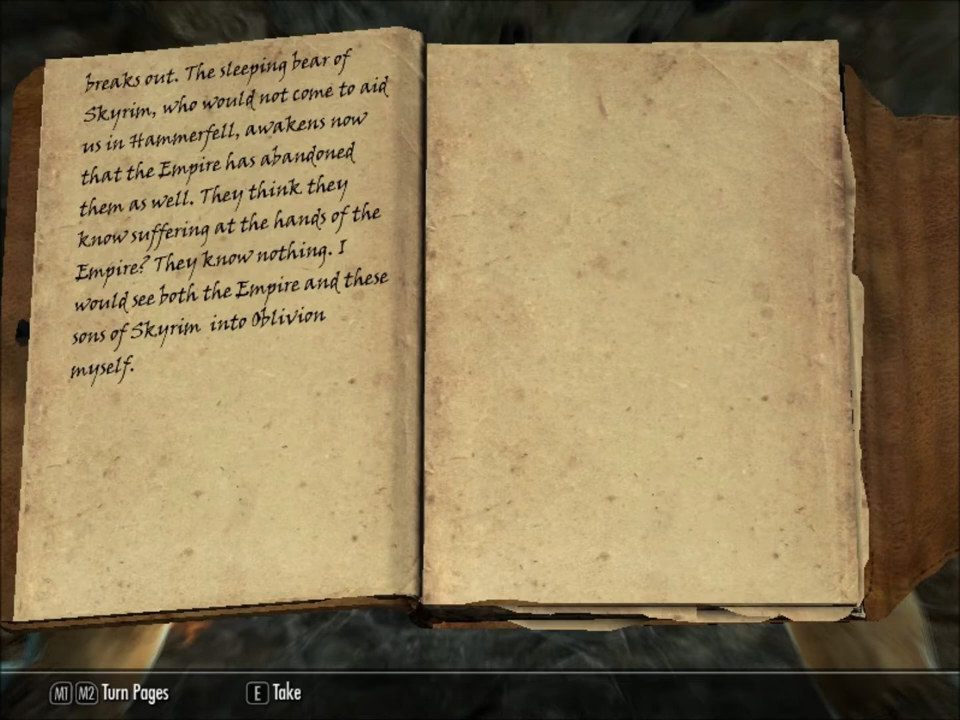 breaks out. The sleeping bear of
Skyrim, who would not come to aid
us in Hammerfell, awakens now
that the Empire has abandoned
them as well. They think they
know suffering at the hands of the
Empire? They know nothing. I
would see both the Empire and these
sons of Skyrim into Oblivion
myself.
M1 M2 Turn Pages E Take